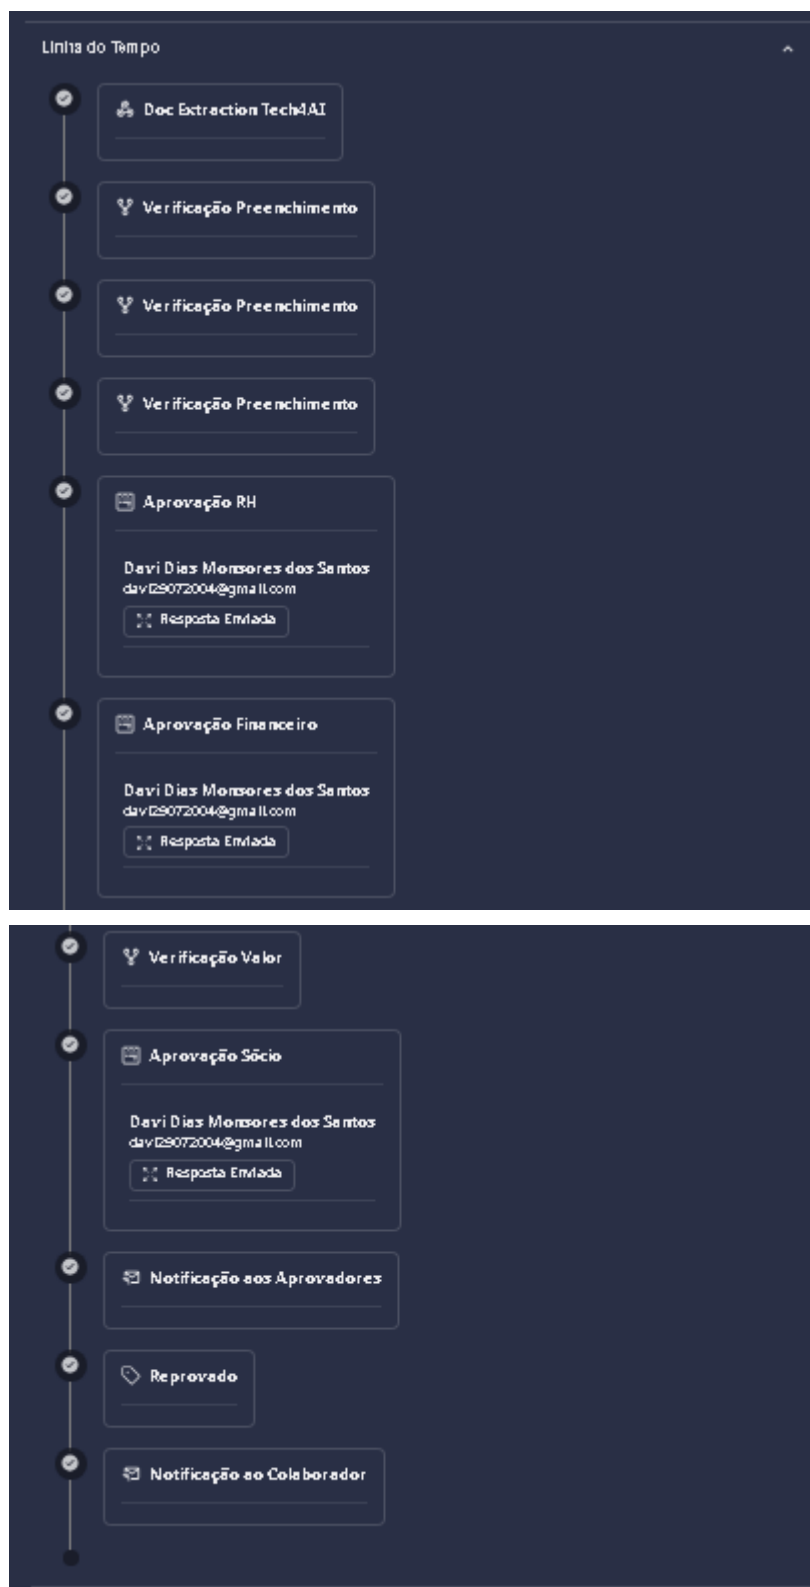 Linha do Tempo
Doc Extraction Tech4AI
Verificação Preenchimento
Verificação Preenchimento
Verificação Preenchimento
Aprovação RH
Davi Dias Monsores dos Santos
davi29072004@gmail.com
Resposta Enviada
Aprovação Financeiro
Davi Dias Monsores dos Santos
davi29072004@gmail.com
Resposta Enviada
Verificação Valor
Aprovação Sócio
Davi Dias Monsores dos Santos
davi29072004@gmail.com
Resposta Enviada
Notificação aos Aprovadores
Reprovado
Notificação ao Colaborador